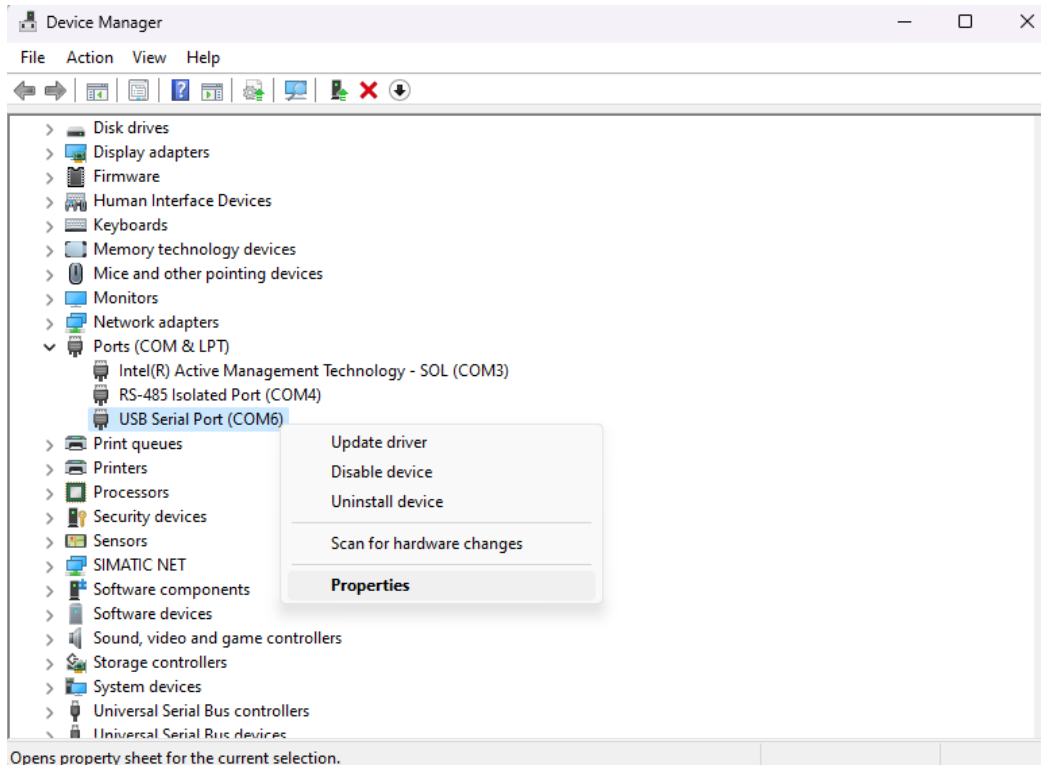 Device Manager
File Action View Help
Disk drives
Display adapters
Firmware
Human Interface Devices
Keyboards
Memory technology devices
Mice and other pointing devices
Monitors
Network adapters
Ports (COM & LPT)
Intel(R) Active Management Technology - SOL (COM3)
RS-485 Isolated Port (COM4)
USB Serial Port (COM6)
Print queues
Printers
Processors
Security devices
Sensors
SIMATIC NET
Software components
Software devices
Sound, video and game controllers
Storage controllers
System devices
Universal Serial Bus controllers
Universal Serial Bus devices
Update driver
Disable device
Uninstall device
Scan for hardware changes
Properties
Opens property sheet for the current selection.